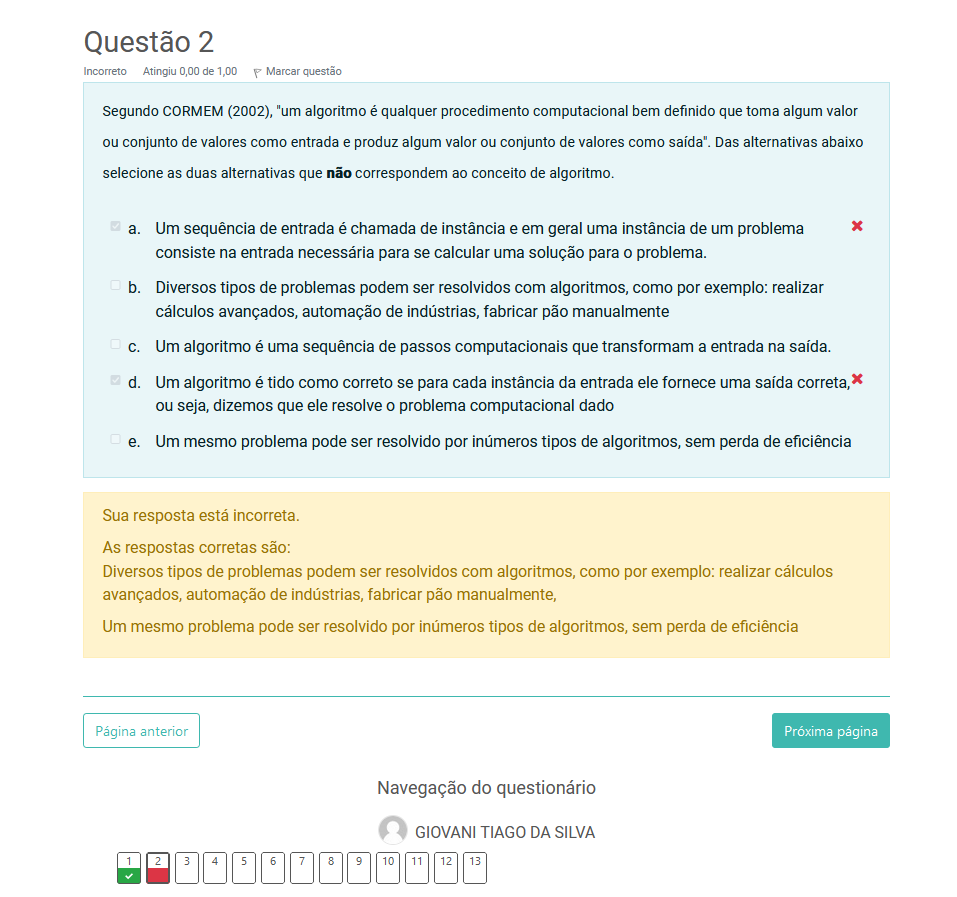 Questão 2
Incorreto Atingiu 0,00 de 1,00 Marcar questão
Segundo CORMEM (2002), "um algoritmo é qualquer procedimento computacional bem definido que toma algum valor
ou conjunto de valores como entrada e produz algum valor ou conjunto de valores como saída". Das alternativas abaixo
selecione as duas alternativas que não correspondem ao conceito de algoritmo.
a. Um sequência de entrada é chamada de instância e em geral uma instância de um problema
consiste na entrada necessária para se calcular uma solução para o problema.
b. Diversos tipos de problemas podem ser resolvidos com algoritmos, como por exemplo: realizar
cálculos avançados, automação de indústrias, fabricar pão manualmente
c. Um algoritmo é uma sequência de passos computacionais que transformam a entrada na saída.
d. Um algoritmo é tido como correto se para cada instância da entrada ele fornece uma saída correta,
ou seja, dizemos que ele resolve o problema computacional dado
e. Um mesmo problema pode ser resolvido por inúmeros tipos de algoritmos, sem perda de eficiência
Sua resposta está incorreta.
As respostas corretas são:
Diversos tipos de problemas podem ser resolvidos com algoritmos, como por exemplo: realizar cálculos
avançados, automação de indústrias, fabricar pão manualmente,
Um mesmo problema pode ser resolvido por inúmeros tipos de algoritmos, sem perda de eficiência
Página anterior Próxima página
Navegação do questionário
GIOVANI TIAGO DA SILVA
1 2 3 4 5 6 7 8 9 10 11 12 13